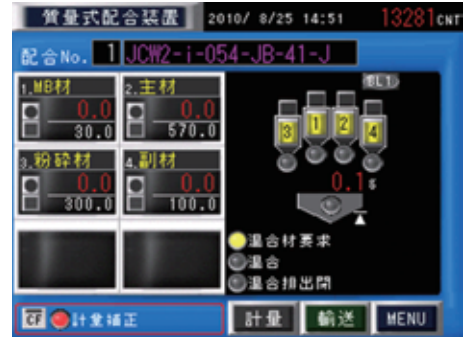 質量式配合装置 2010/ 8/25 14:51 13281CNT
配合No. 1 JCW2-i-054-JB-41-J
1.MB材 0.0 30.0
2.主材 0.0 570.0
3.粉砕材 0.0 300.0
4.副材 0.0 100.0
BL1
3 1 2 4
0.1g
混合材要求
混合
混合排出開
CF 計量補正
計量 輸送 MENU